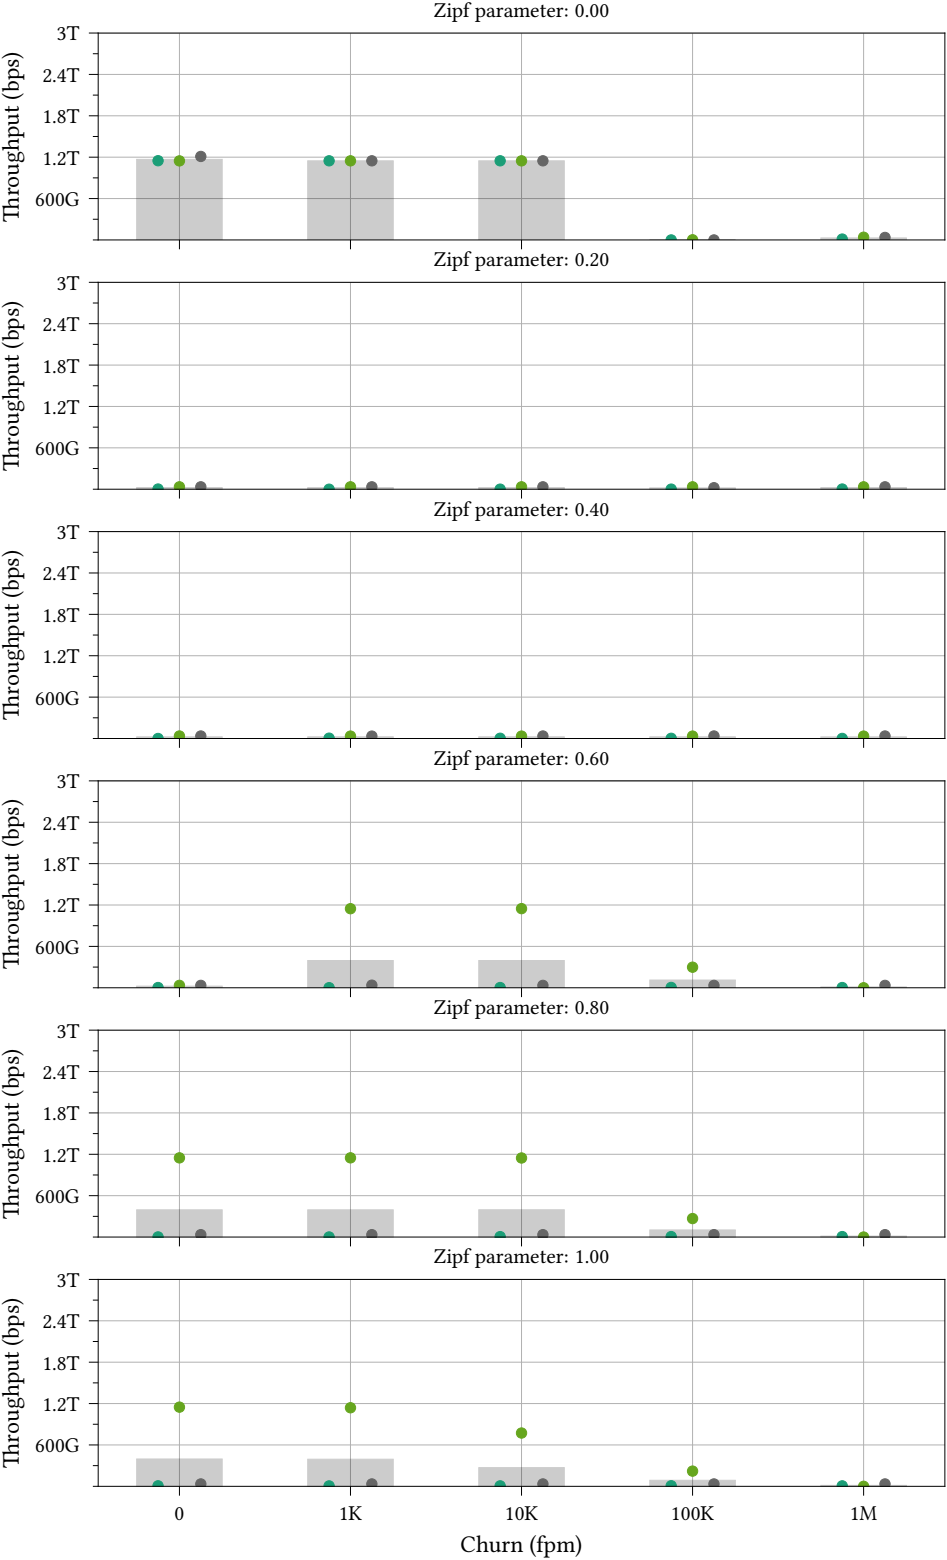 Zipf parameter: 0.00
3T
2.4T
1.8T
1.2T
600G
Throughput (bps)
Zipf parameter: 0.20
3T
2.4T
1.8T
1.2T
600G
Throughput (bps)
Zipf parameter: 0.40
3T
2.4T
1.8T
1.2T
600G
Throughput (bps)
Zipf parameter: 0.60
3T
2.4T
1.8T
1.2T
600G
Throughput (bps)
Zipf parameter: 0.80
3T
2.4T
1.8T
1.2T
600G
Throughput (bps)
Zipf parameter: 1.00
3T
2.4T
1.8T
1.2T
600G
Throughput (bps)
0 1K 10K 100K 1M
Churn (fpm)